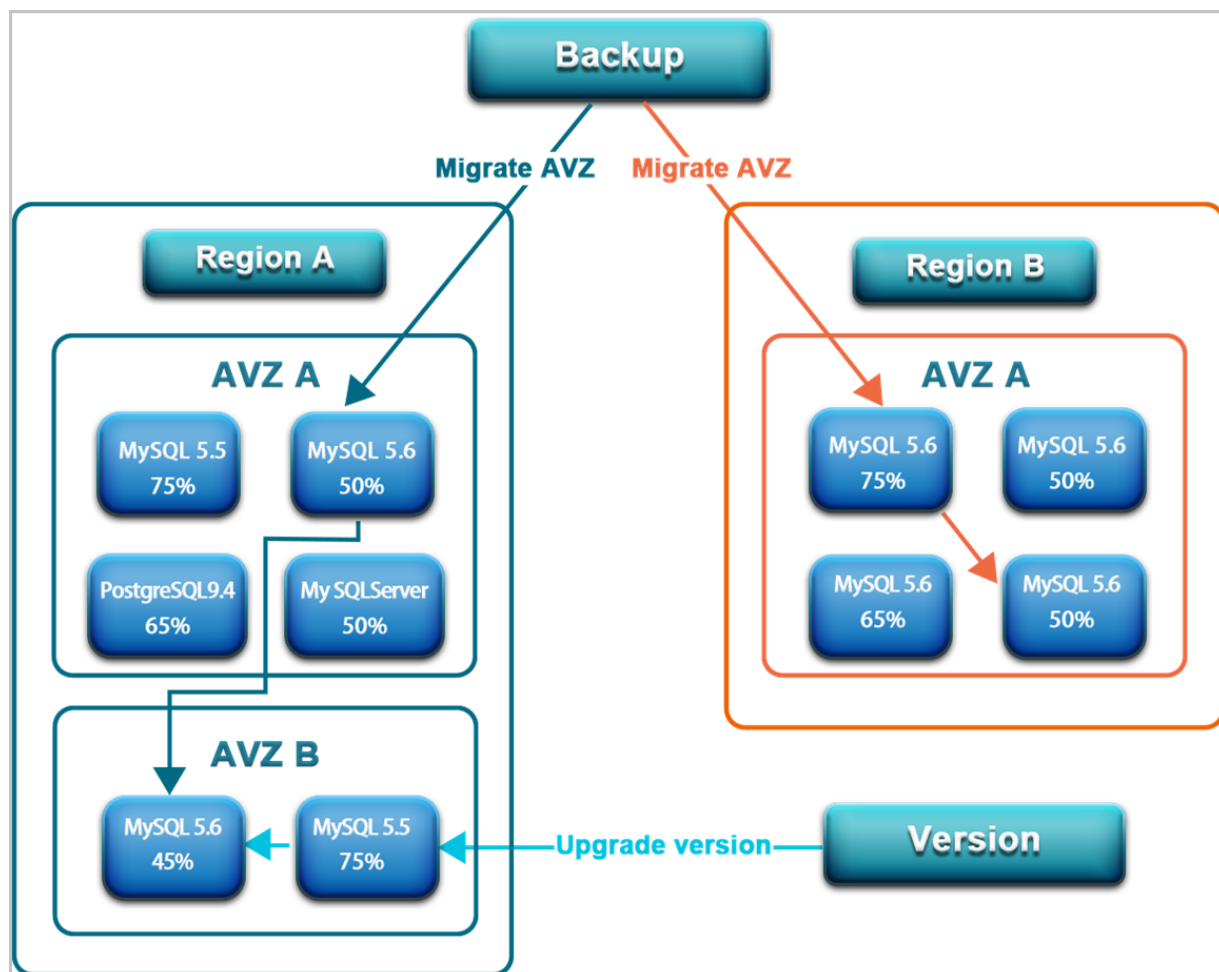 Backup
Migrate AVZ
Migrate AVZ
Region A
Region B
AVZ A
AVZ A
MySQL 5.5
75%
MySQL 5.6
50%
MySQL 5.6
75%
MySQL 5.6
50%
PostgreSQL9.4
65%
My SQLServer
50%
MySQL 5.6
65%
MySQL 5.6
50%
AVZ B
MySQL 5.6
45%
MySQL 5.5
75%
Upgrade version
Version